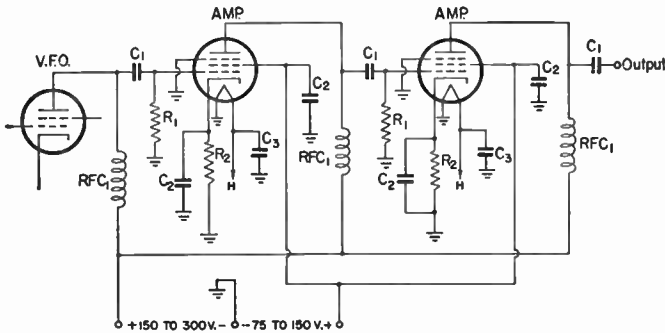 AMP.
AMP.
V.F.O.
C1
C1
C1
Output
C2
C2
R1
R1
RFC1
R2
C3
RFC1
R2
C3
RFC1
C2
C2
H
H
+150 TO 300V.- --75 TO 150V.+